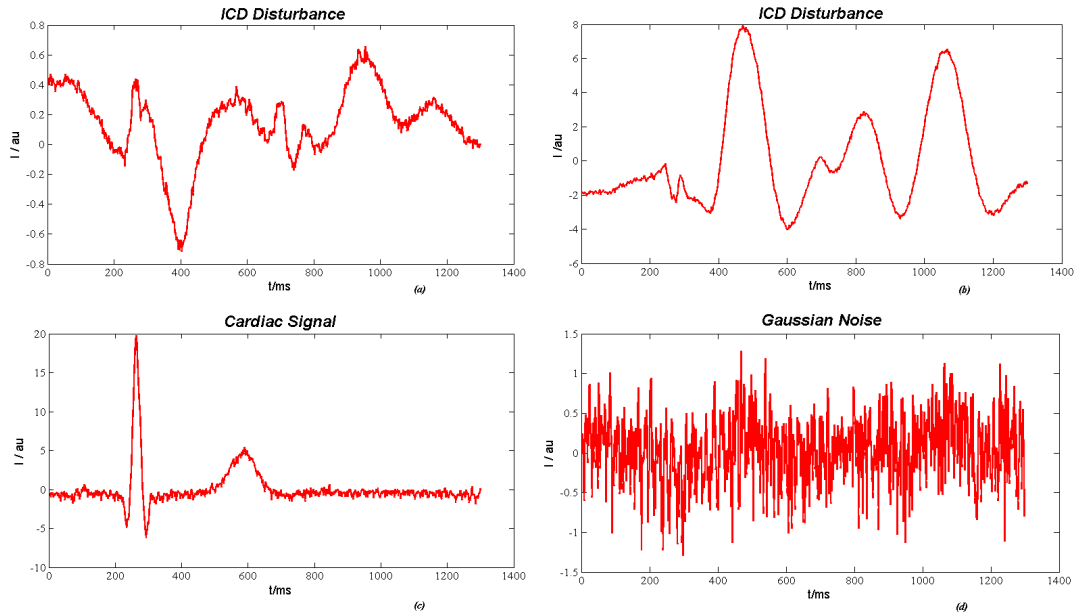 ICD Disturbance
0.8
0.6
0.4
0.2
0
-0.2
-0.4
-0.6
-0.8
I / au
0 200 400 600 800 1000 1200 1400
t/ms
(a)
ICD Disturbance
8
6
4
2
0
-2
-4
-6
I / au
0 200 400 600 800 1000 1200 1400
t/ms
(b)
Cardiac Signal
20
15
10
5
0
-5
-10
I / au
0 200 400 600 800 1000 1200 1400
t/ms
(c)
Gaussian Noise
1.5
1
0.5
0
-0.5
-1
-1.5
I / au
0 200 400 600 800 1000 1200 1400
t/ms
(d)